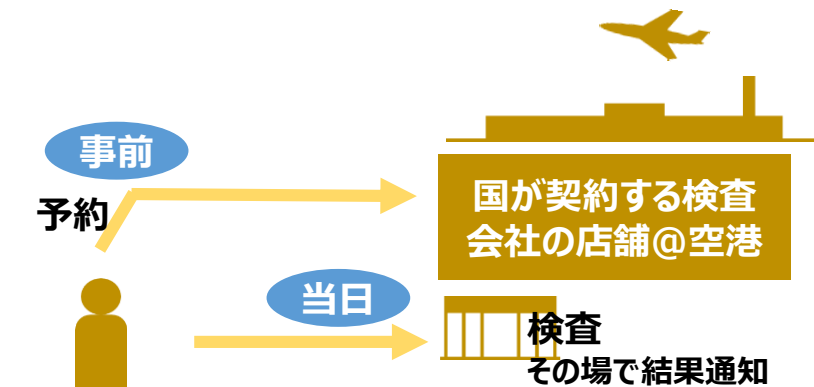 事前
予約
国が契約する検査
会社の店舗@空港
当日
検査
その場で結果通知